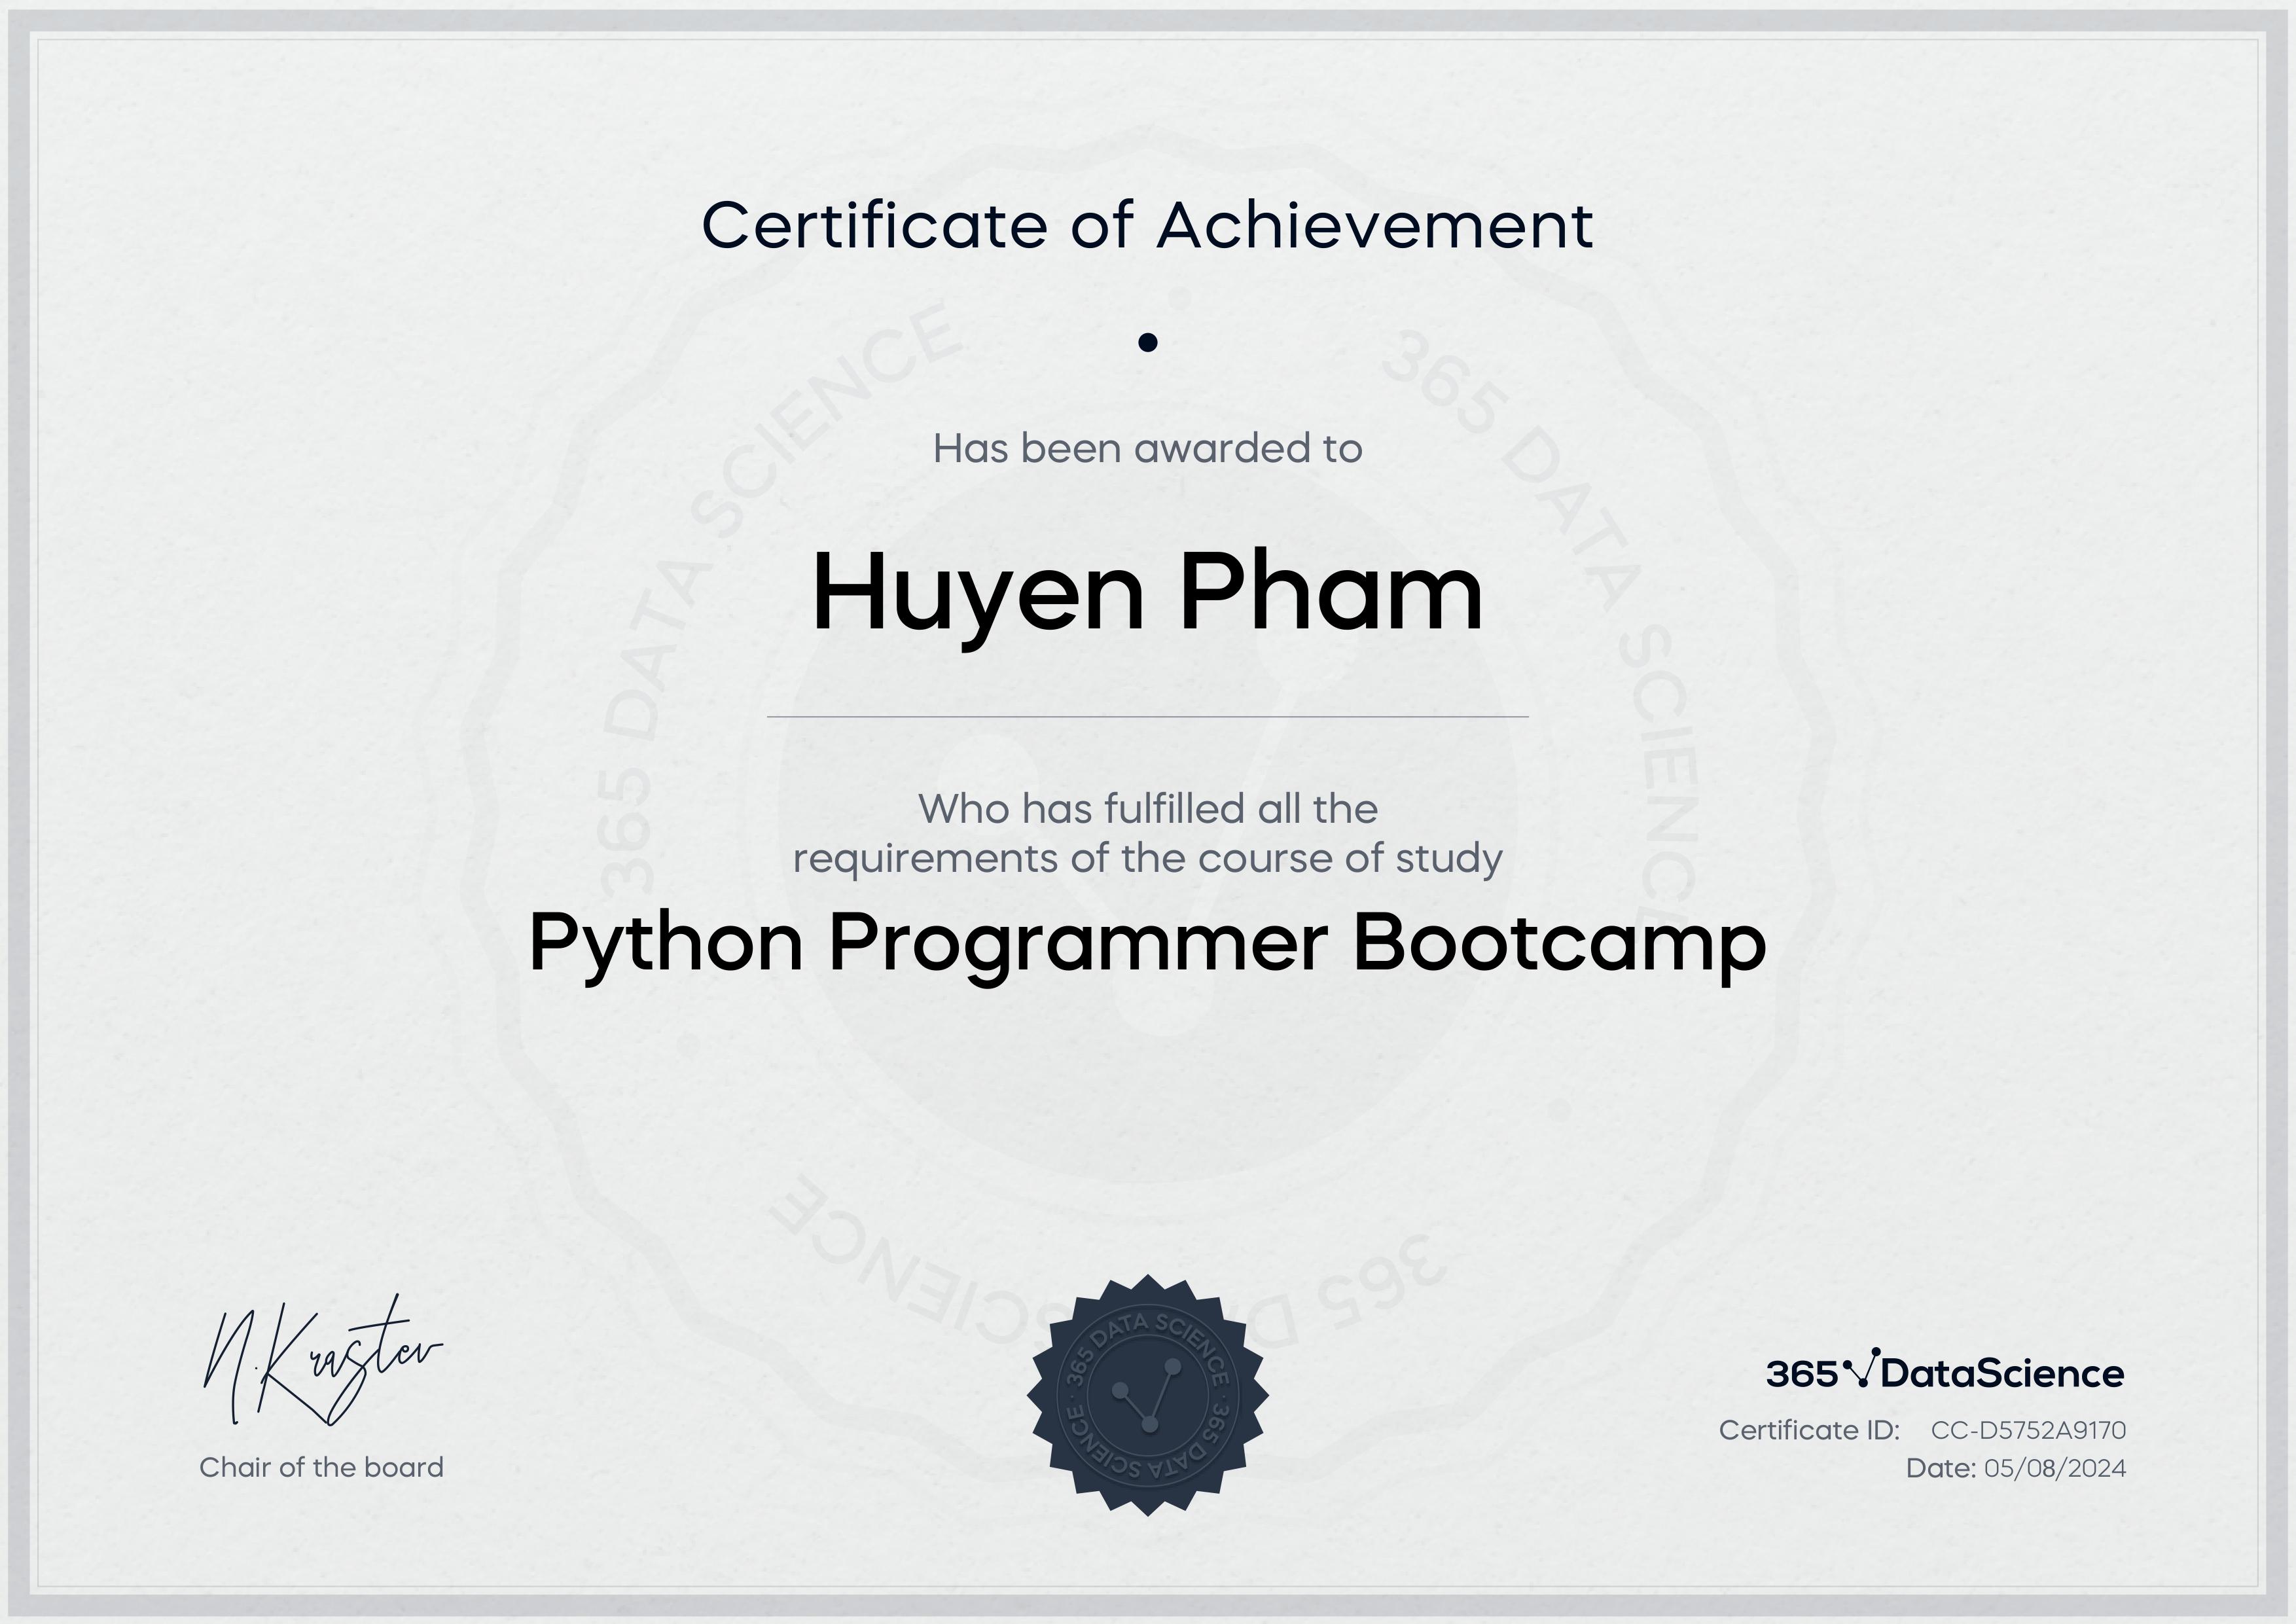 Certificate of Achievement
Has been awarded to
Huyen Pham
Who has fulfilled all the
requirements of the course of study
Python Programmer Bootcamp
N.Krastev
Chair of the board
365 DATA SCIENCE · 365 DATA SCIENCE ·
365 DataScience
Certificate ID: CC-D5752A9170
Date: 05/08/2024
365 DATA SCIENCE
365 DATA SCIENCE
365 DATA SCIENCE